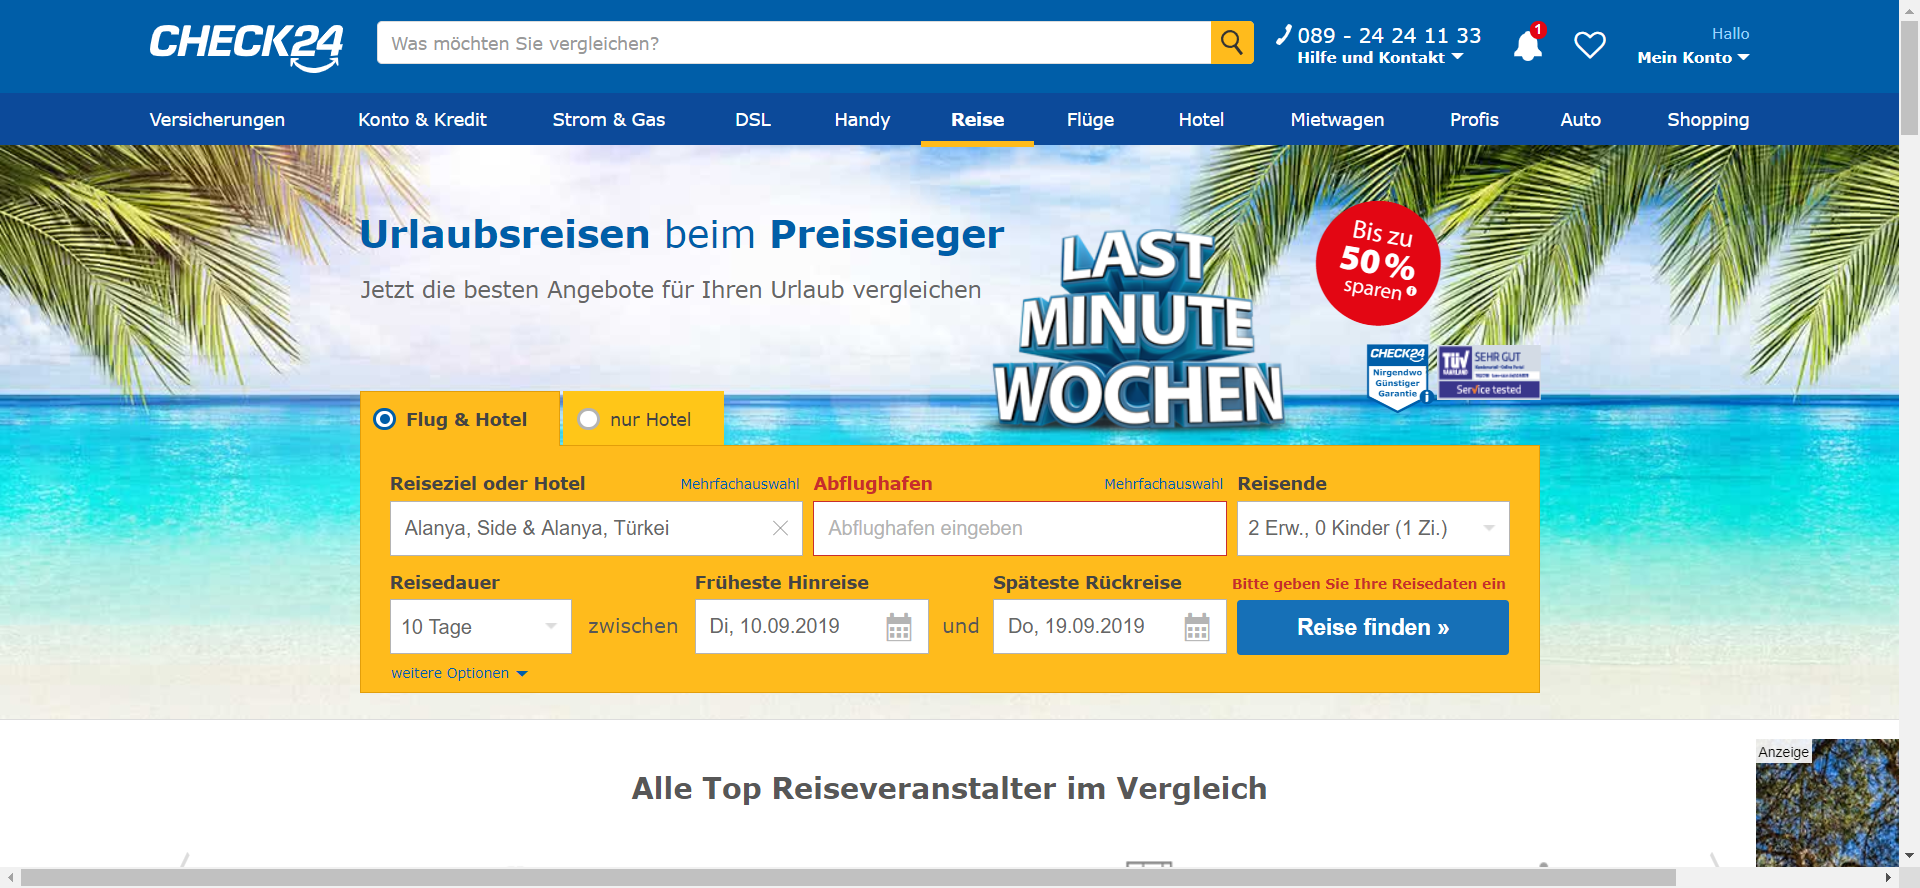 CHECK24
Was möchten Sie vergleichen?
089 - 24 24 11 33
Hilfe und Kontakt
1
Hallo
Mein Konto
Versicherungen
Konto & Kredit
Strom & Gas
DSL
Handy
Reise
Flüge
Hotel
Mietwagen
Profis
Auto
Shopping
Urlaubsreisen beim Preissieger
Jetzt die besten Angebote für Ihren Urlaub vergleichen
LAST
MINUTE
WOCHEN
Bis zu
50 %
sparen
CHECK24
Nirgendwo
Günstiger
Garantie
TÜV
SEHR GUT
Service tested
Flug & Hotel
nur Hotel
Reiseziel oder Hotel
Mehrfachauswahl
Abflughafen
Mehrfachauswahl
Reisende
Alanya, Side & Alanya, Türkei
Abflughafen eingeben
2 Erw., 0 Kinder (1 Zi.)
Reisedauer
Früheste Hinreise
Späteste Rückreise
Bitte geben Sie Ihre Reisedaten ein
10 Tage
zwischen
Di, 10.09.2019
und
Do, 19.09.2019
Reise finden »
weitere Optionen
Anzeige
Alle Top Reiseveranstalter im Vergleich